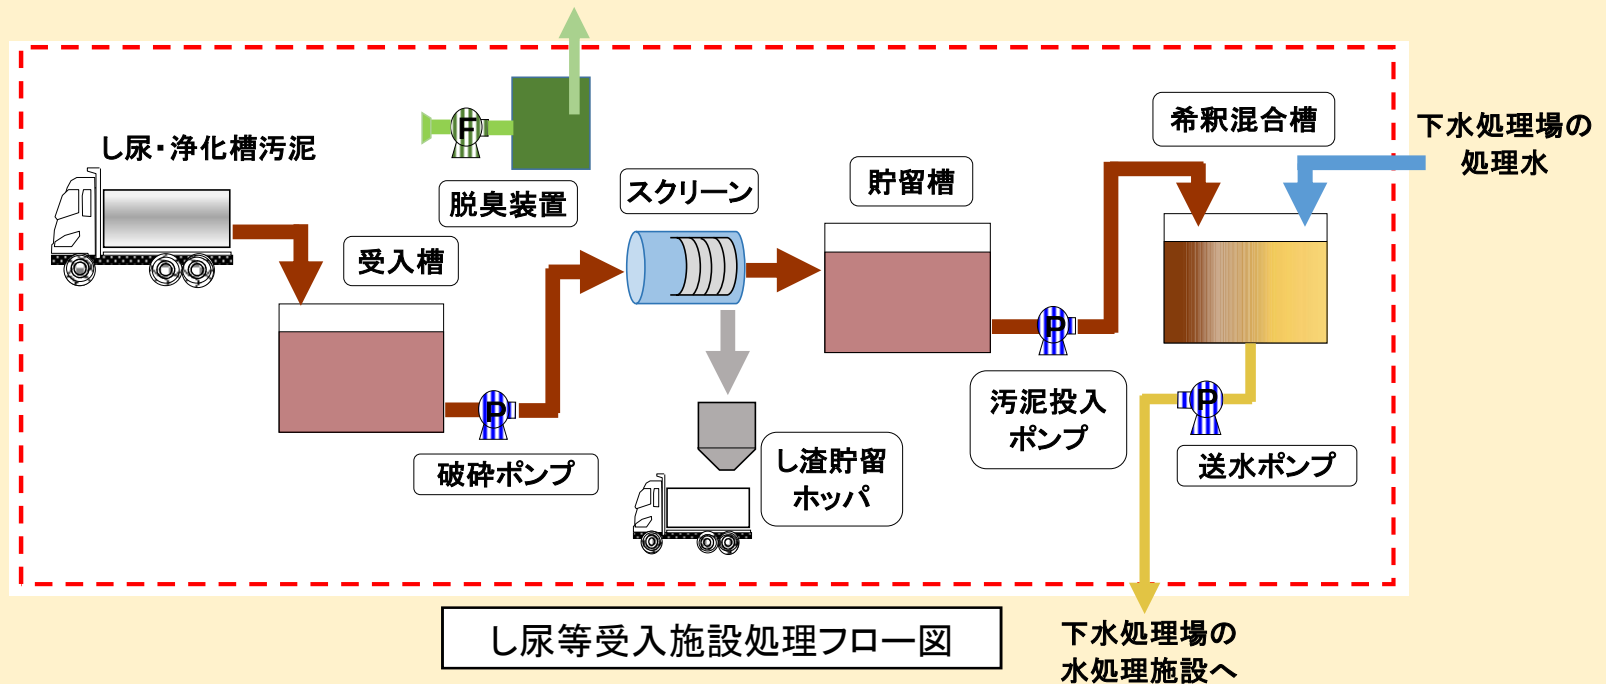 し尿・浄化槽汚泥
F
脱臭装置
受入槽
スクリーン
貯留槽
希釈混合槽
下水処理場の
処理水
P
破砕ポンプ
し渣貯留
ホッパ
P
汚泥投入
ポンプ
P
送水ポンプ
し尿等受入施設処理フロー図
下水処理場の
水処理施設へ